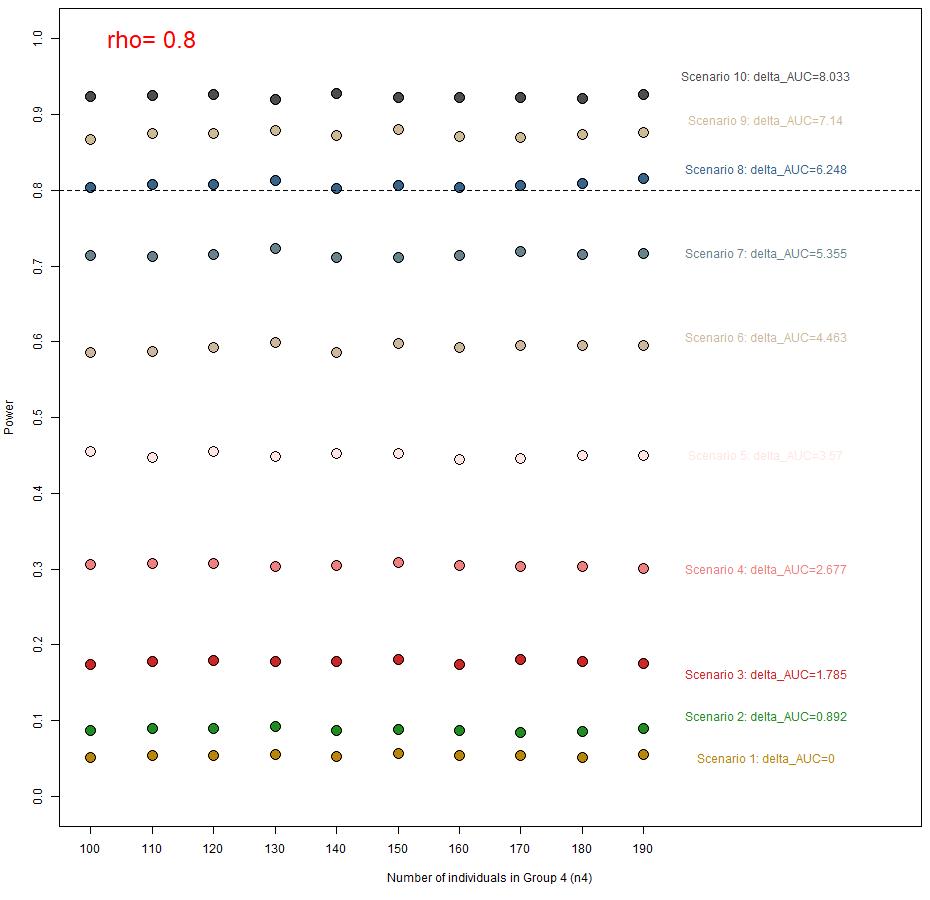 rho= 0.8
1.0
Scenario 10: delta_AUC=8.033
0.9
Scenario 9: delta_AUC=7.14
Scenario 8: delta_AUC=6.248
0.8
Scenario 7: delta_AUC=5.355
0.7
Scenario 6: delta_AUC=4.463
0.6
0.5
Power
Scenario 5: delta_AUC=3.57
0.4
0.3
Scenario 4: delta_AUC=2.677
0.2
Scenario 3: delta_AUC=1.785
0.1
Scenario 2: delta_AUC=0.892
Scenario 1: delta_AUC=0
0.0
100 110 120 130 140 150 160 170 180 190
Number of individuals in Group 4 (n4)